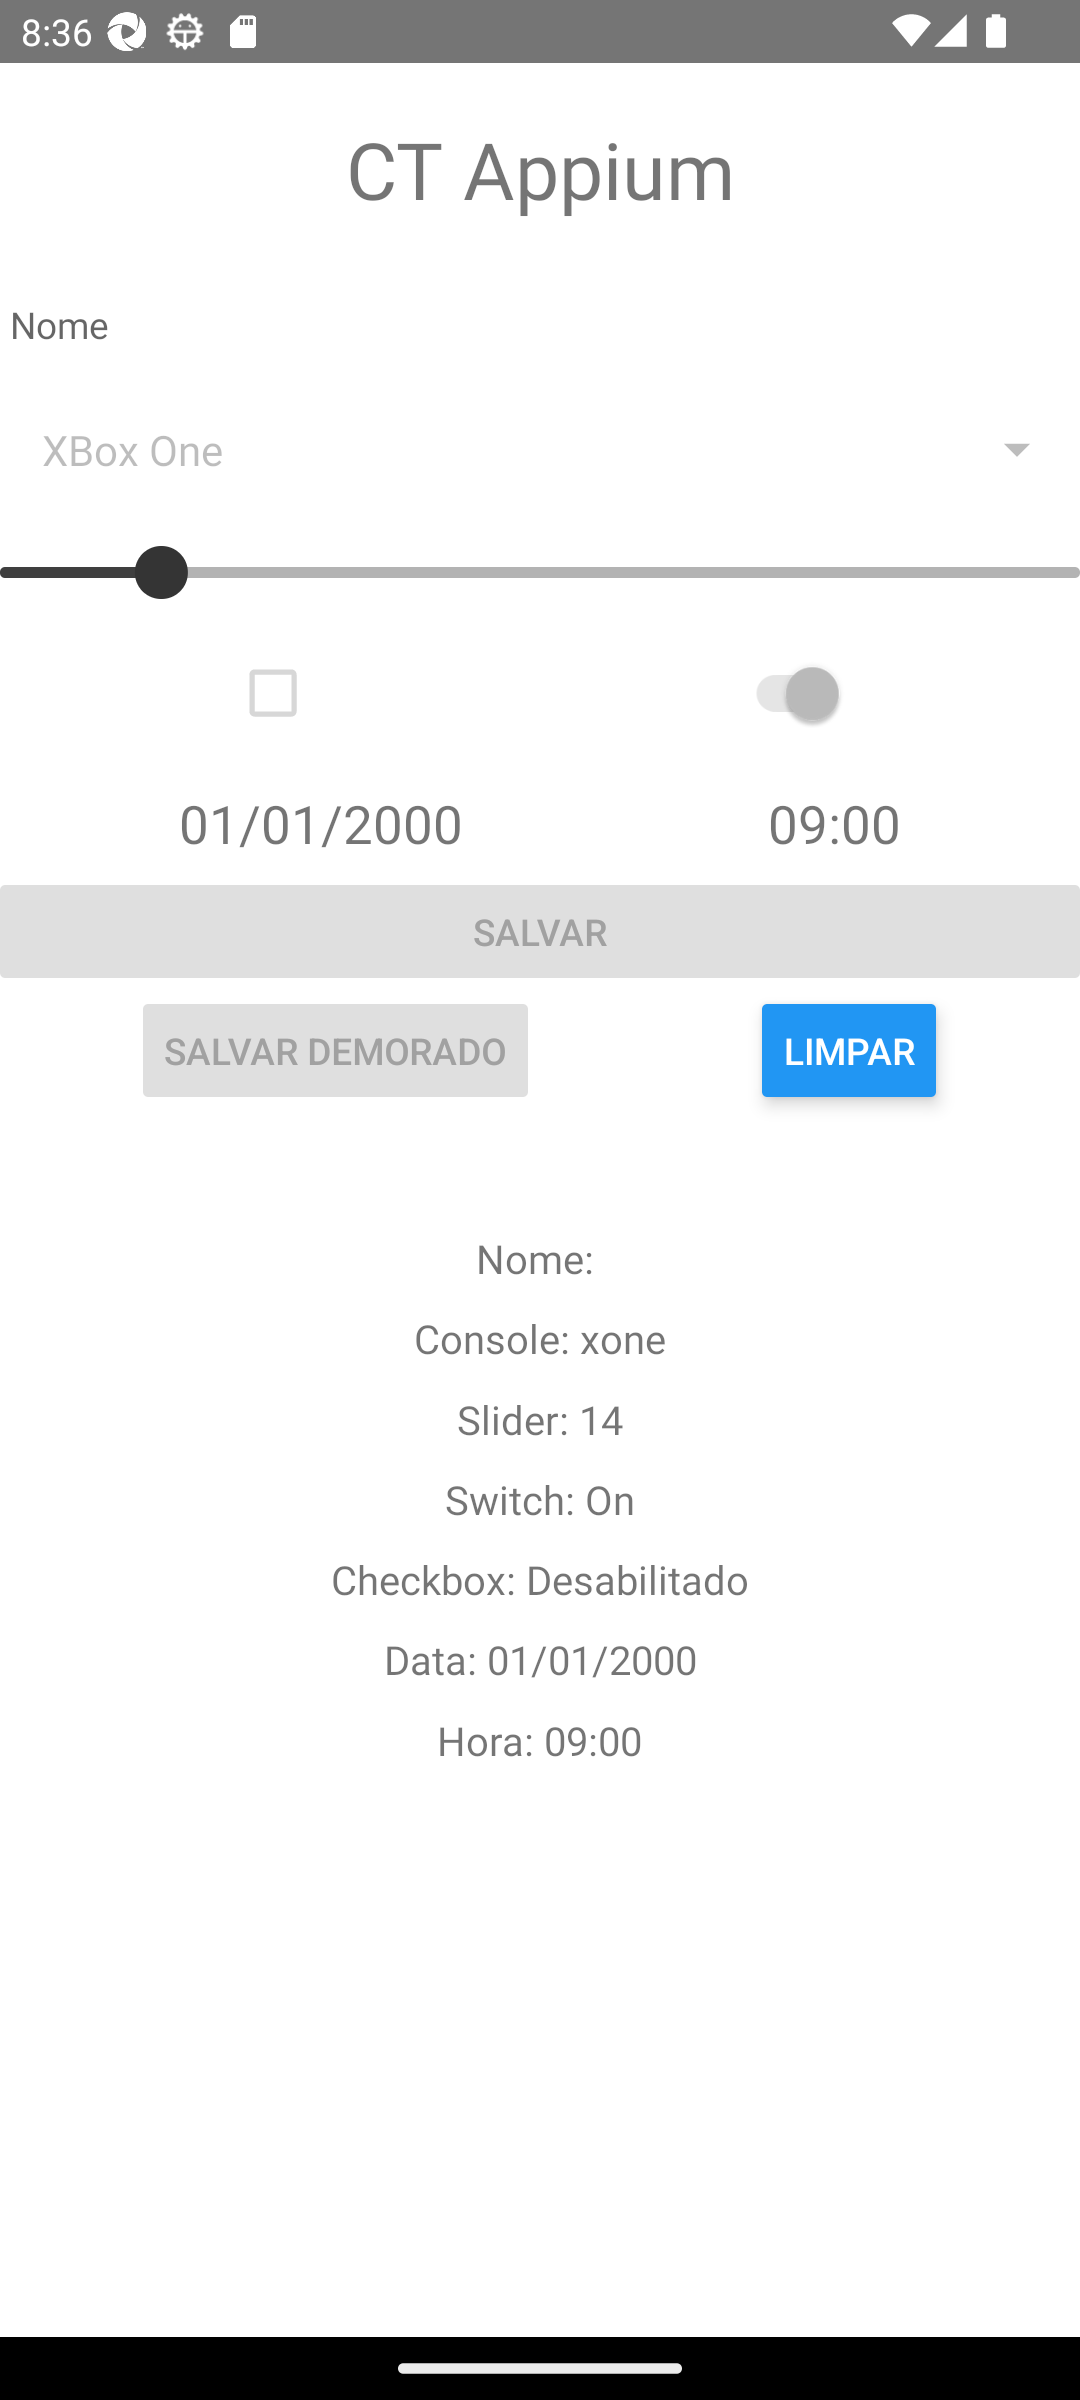 8:36
CT Appium
Nome
XBox One
01/01/2000 09:00
SALVAR
SALVAR DEMORADO LIMPAR
Nome:
Console: xone
Slider: 14
Switch: On
Checkbox: Desabilitado
Data: 01/01/2000
Hora: 09:00